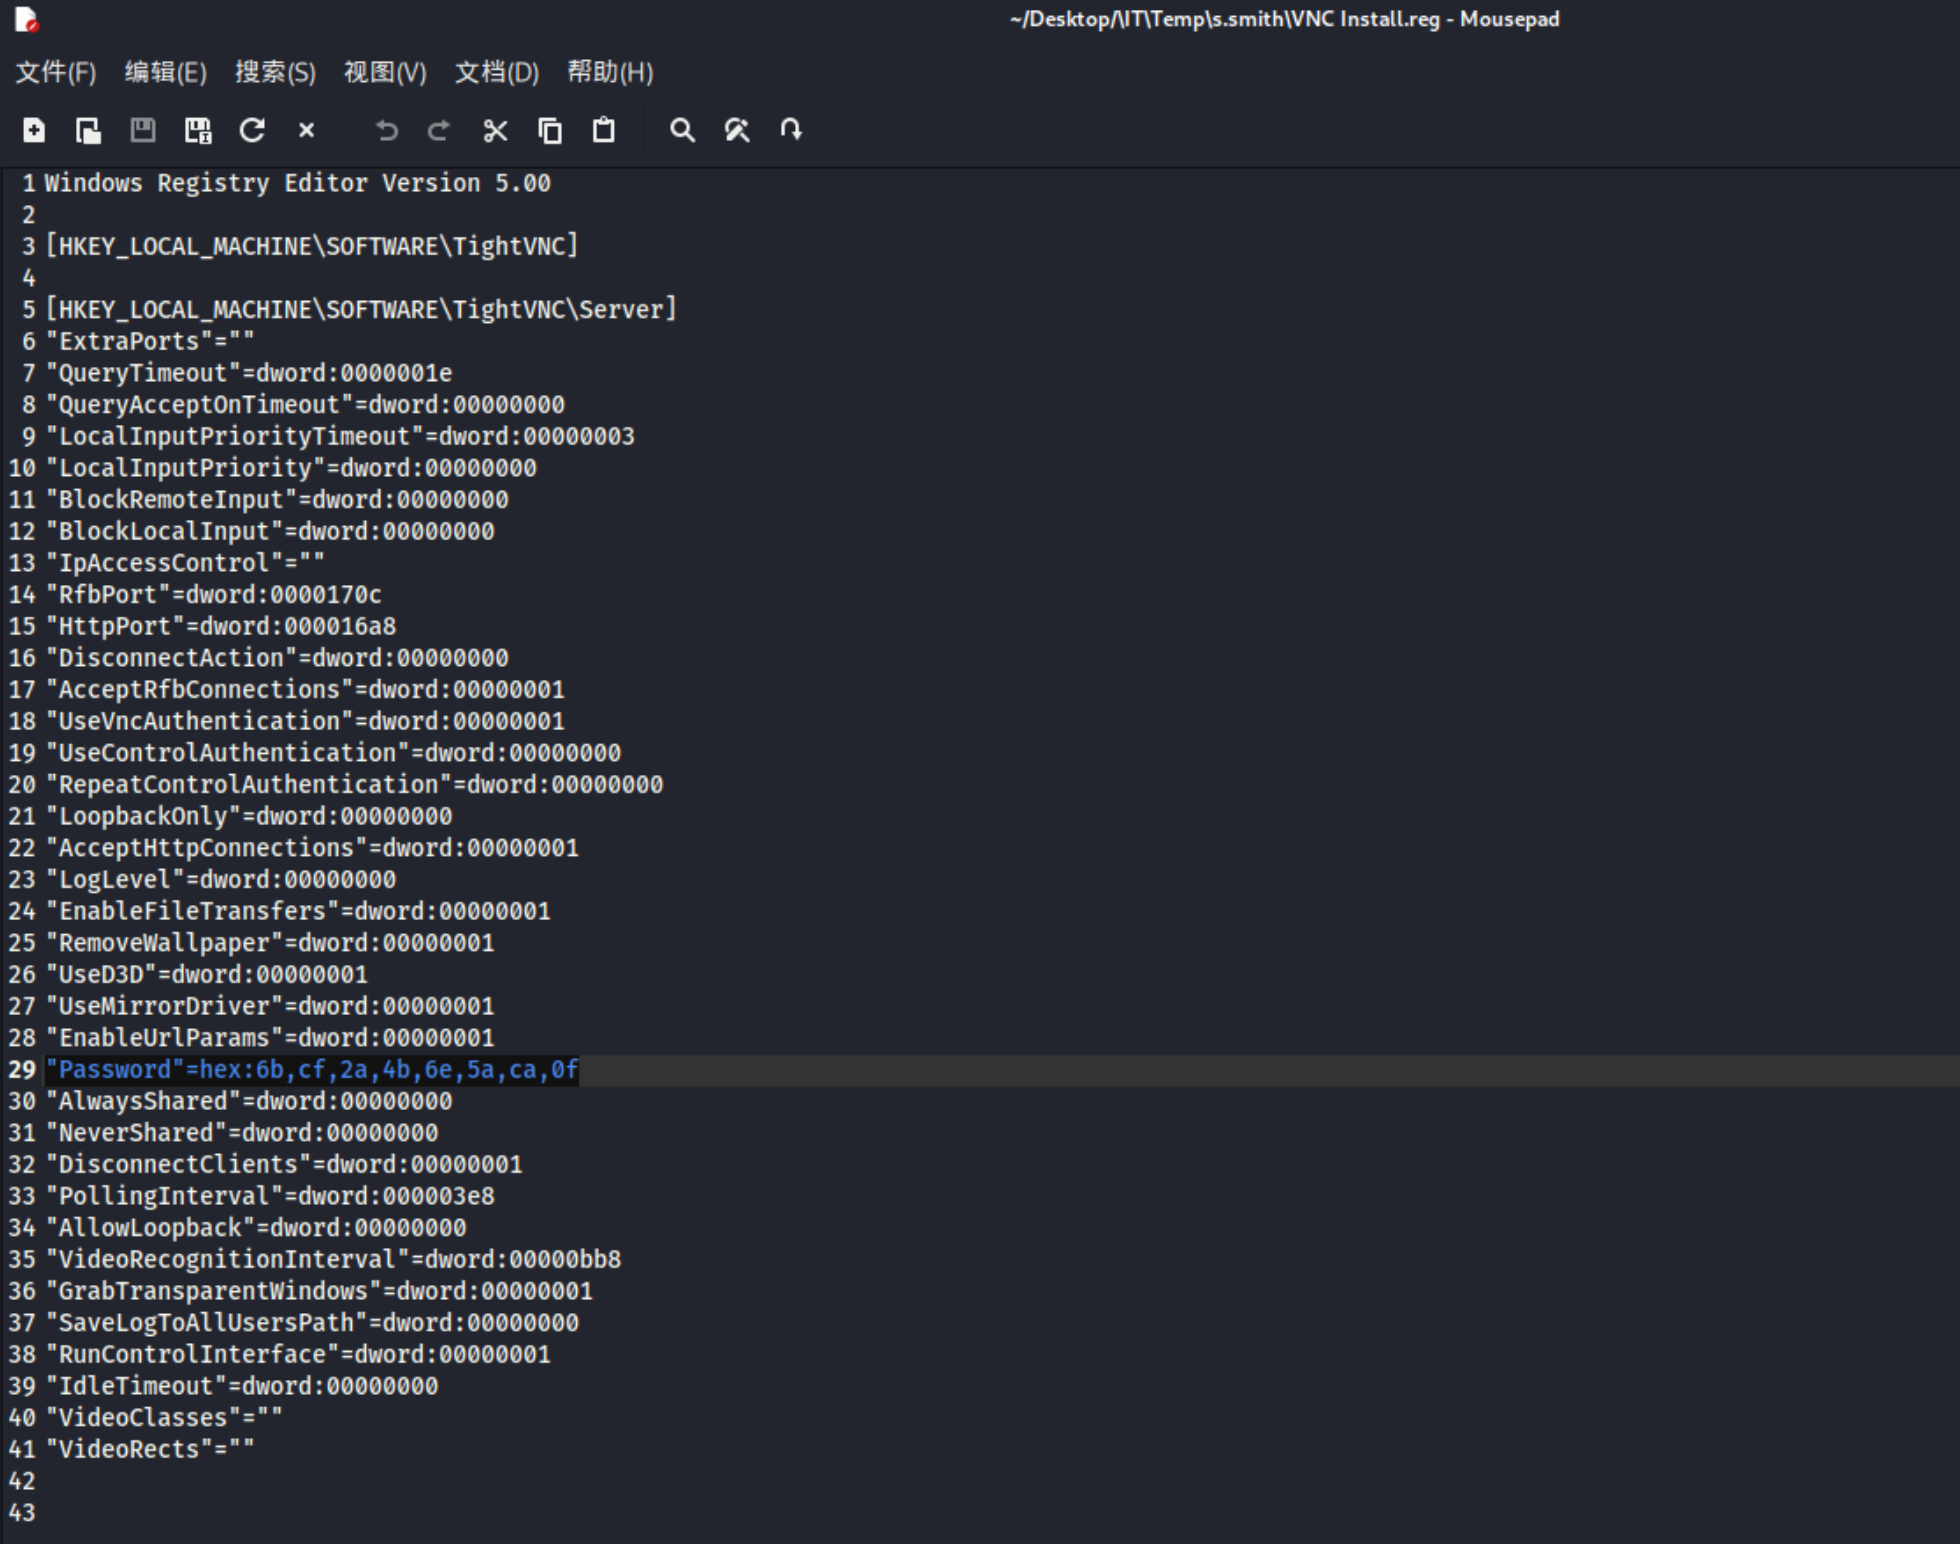 ~/Desktop/\IT\Temp\s.smith\VNC Install.reg - Mousepad
文件(F) 编辑(E) 搜索(S) 视图(V) 文档(D) 帮助(H)
1 Windows Registry Editor Version 5.00
2
3 [HKEY_LOCAL_MACHINE\SOFTWARE\TightVNC]
4
5 [HKEY_LOCAL_MACHINE\SOFTWARE\TightVNC\Server]
6 "ExtraPorts"=""
7 "QueryTimeout"=dword:0000001e
8 "QueryAcceptOnTimeout"=dword:00000000
9 "LocalInputPriorityTimeout"=dword:00000003
10 "LocalInputPriority"=dword:00000000
11 "BlockRemoteInput"=dword:00000000
12 "BlockLocalInput"=dword:00000000
13 "IpAccessControl"=""
14 "RfbPort"=dword:0000170c
15 "HttpPort"=dword:000016a8
16 "DisconnectAction"=dword:00000000
17 "AcceptRfbConnections"=dword:00000001
18 "UseVncAuthentication"=dword:00000001
19 "UseControlAuthentication"=dword:00000000
20 "RepeatControlAuthentication"=dword:00000000
21 "LoopbackOnly"=dword:00000000
22 "AcceptHttpConnections"=dword:00000001
23 "LogLevel"=dword:00000000
24 "EnableFileTransfers"=dword:00000001
25 "RemoveWallpaper"=dword:00000001
26 "UseD3D"=dword:00000001
27 "UseMirrorDriver"=dword:00000001
28 "EnableUrlParams"=dword:00000001
29 "Password"=hex:6b,cf,2a,4b,6e,5a,ca,0f
30 "AlwaysShared"=dword:00000000
31 "NeverShared"=dword:00000000
32 "DisconnectClients"=dword:00000001
33 "PollingInterval"=dword:000003e8
34 "AllowLoopback"=dword:00000000
35 "VideoRecognitionInterval"=dword:00000bb8
36 "GrabTransparentWindows"=dword:00000001
37 "SaveLogToAllUsersPath"=dword:00000000
38 "RunControlInterface"=dword:00000001
39 "IdleTimeout"=dword:00000000
40 "VideoClasses"=""
41 "VideoRects"=""
42
43